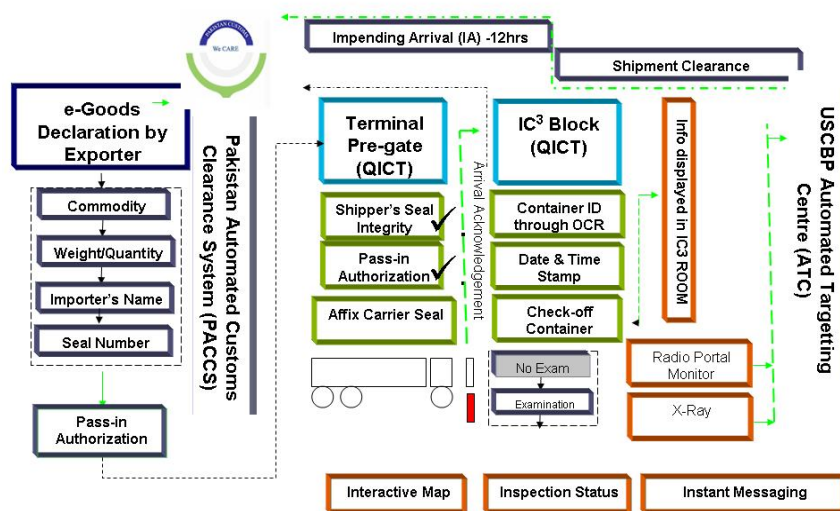 PAKISTAN CUSTOMS
We CARE
Impending Arrival (IA) -12hrs
Shipment Clearance
e-Goods
Declaration by
Exporter
Commodity
Weight/Quantity
Importer's Name
Seal Number
Pass-in
Authorization
Pakistan Automated Customs
Clearance System (PACCS)
Terminal
Pre-gate
(QICT)
Shipper's Seal
Integrity
Pass-in
Authorization
Affix Carrier Seal
Arrival Acknowledgement
IC³ Block
(QICT)
Container ID
through OCR
Date & Time
Stamp
Check-off
Container
No Exam
Examination
Info displayed in IC3 ROOM
Radio Portal
Monitor
X-Ray
USCBP Automated Targetting
Centre (ATC)
Interactive Map
Inspection Status
Instant Messaging